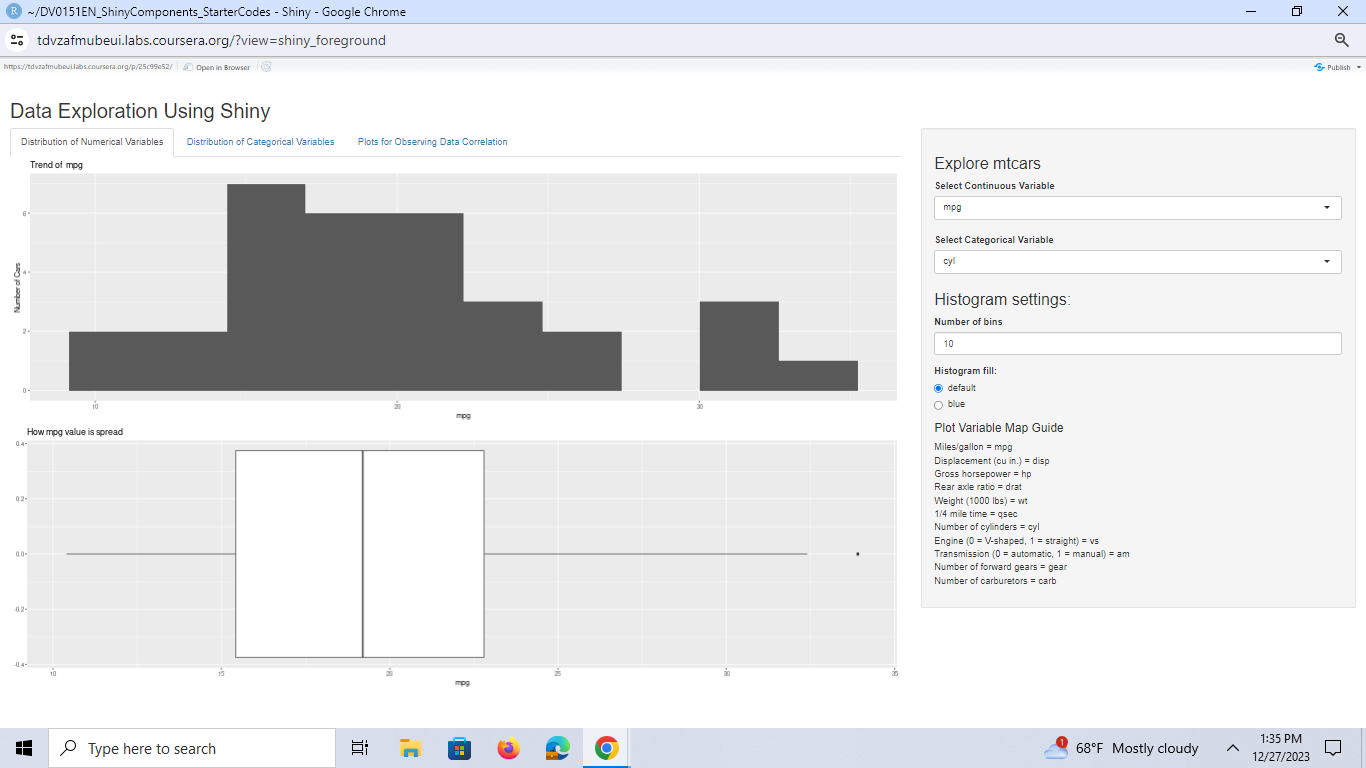 ~/DV0151EN_ShinyComponents_StarterCodes - Shiny - Google Chrome
tdvzafmubeui.labs.coursera.org/?view=shiny_foreground
https://tdvzafmubeui.labs.coursera.org/p/25c99e52/ Open in Browser Publish
Data Exploration Using Shiny
Distribution of Numerical Variables Distribution of Categorical Variables Plots for Observing Data Correlation
Trend of mpg
Number of Cars
6
4
2
0
10 20 30
mpg
How mpg value is spread
0.4
0.2
0.0
-0.2
-0.4
10 15 20 25 30 35
mpg
Explore mtcars
Select Continuous Variable
mpg
Select Categorical Variable
cyl
Histogram settings:
Number of bins
10
Histogram fill:
default
blue
Plot Variable Map Guide
Miles/gallon = mpg
Displacement (cu in.) = disp
Gross horsepower = hp
Rear axle ratio = drat
Weight (1000 lbs) = wt
1/4 mile time = qsec
Number of cylinders = cyl
Engine (0 = V-shaped, 1 = straight) = vs
Transmission (0 = automatic, 1 = manual) = am
Number of forward gears = gear
Number of carburetors = carb
Type here to search
1
68°F Mostly cloudy
1:35 PM
12/27/2023